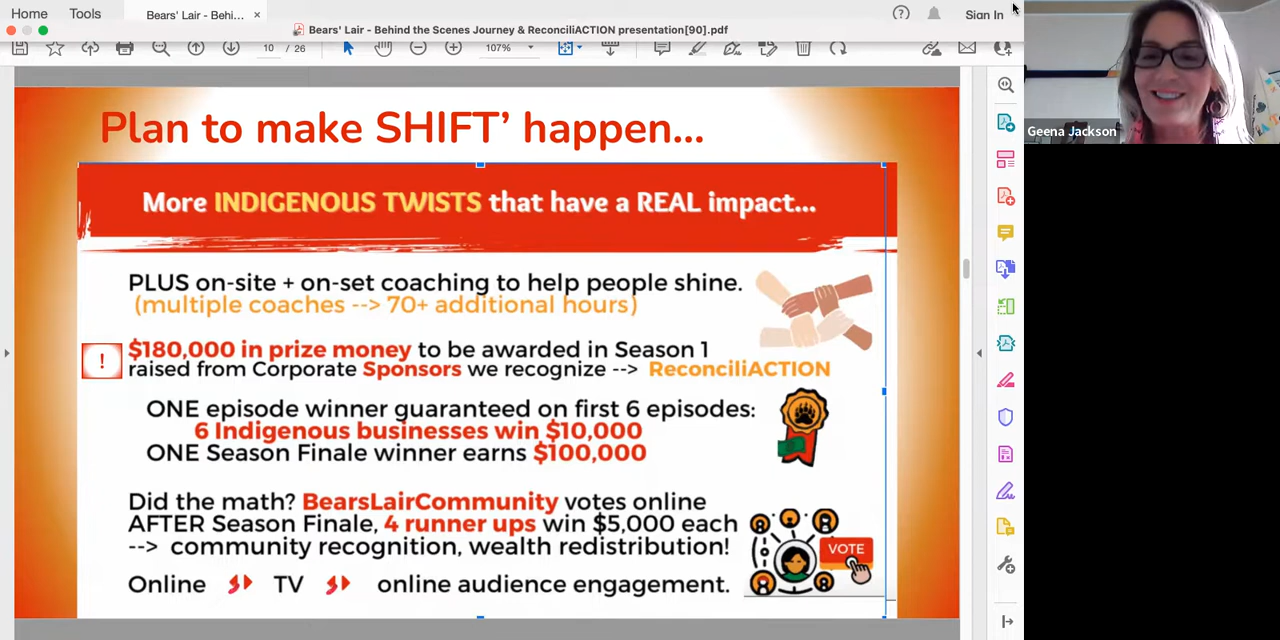 Home
Tools
Bears' Lair - Behi...
×
?
Sign In
Bears' Lair - Behind the Scenes Journey & ReconciliACTION presentation[90].pdf
10 / 26
107%
Geena Jackson
Plan to make SHIFT' happen...
More INDIGENOUS TWISTS that have a REAL impact...
PLUS on-site + on-set coaching to help people shine.
(multiple coaches --> 70+ additional hours)
! $180,000 in prize money to be awarded in Season 1
raised from Corporate Sponsors we recognize --> ReconciliACTION
ONE episode winner guaranteed on first 6 episodes:
6 Indigenous businesses win $10,000
ONE Season Finale winner earns $100,000
Did the math? BearsLairCommunity votes online
AFTER Season Finale, 4 runner ups win $5,000 each
--> community recognition, wealth redistribution!
VOTE
Online TV online audience engagement.